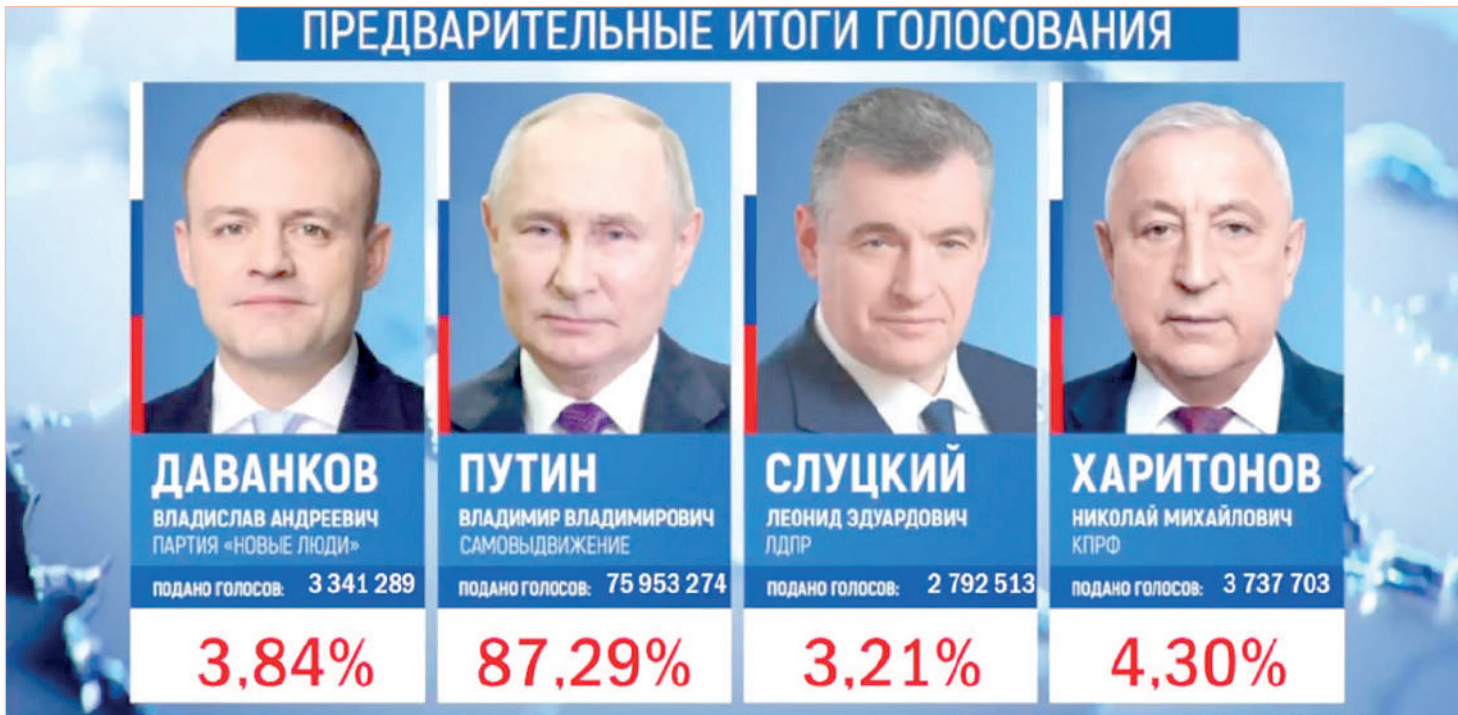 ПРЕДВАРИТЕЛЬНЫЕ ИТОГИ ГОЛОСОВАНИЯ
ДАВАНКОВ
ВЛАДИСЛАВ АНДРЕЕВИЧ
ПАРТИЯ «НОВЫЕ ЛЮДИ»
ПОДАНО ГОЛОСОВ: 3 341 289
3,84%
ПУТИН
ВЛАДИМИР ВЛАДИМИРОВИЧ
САМОВЫДВИЖЕНИЕ
ПОДАНО ГОЛОСОВ: 75 953 274
87,29%
СЛУЦКИЙ
ЛЕОНИД ЭДУАРДОВИЧ
ЛДПР
ПОДАНО ГОЛОСОВ: 2 792 513
3,21%
ХАРИТОНОВ
НИКОЛАЙ МИХАЙЛОВИЧ
КПРФ
ПОДАНО ГОЛОСОВ: 3 737 703
4,30%